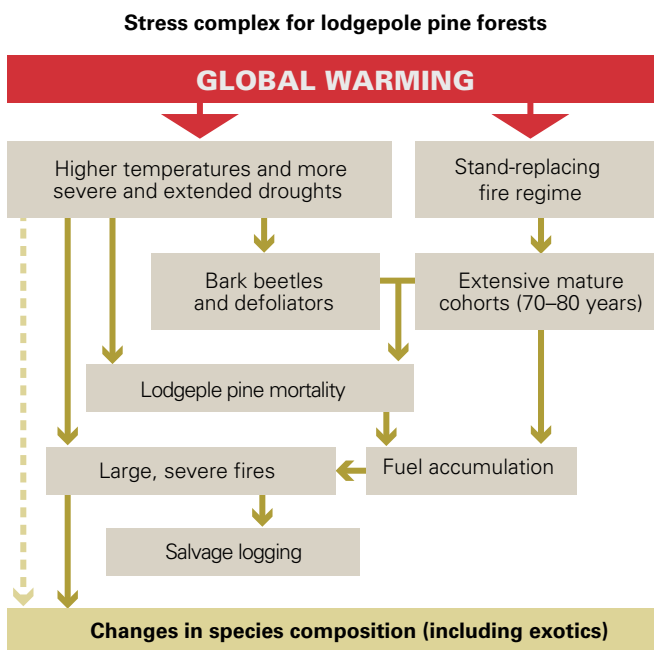 Stress complex for lodgepole pine forests
GLOBAL WARMING
Higher temperatures and more
severe and extended droughts
Stand-replacing
fire regime
Bark beetles
and defoliators
Extensive mature
cohorts (70–80 years)
Lodgeple pine mortality
Large, severe fires
Fuel accumulation
Salvage logging
Changes in species composition (including exotics)